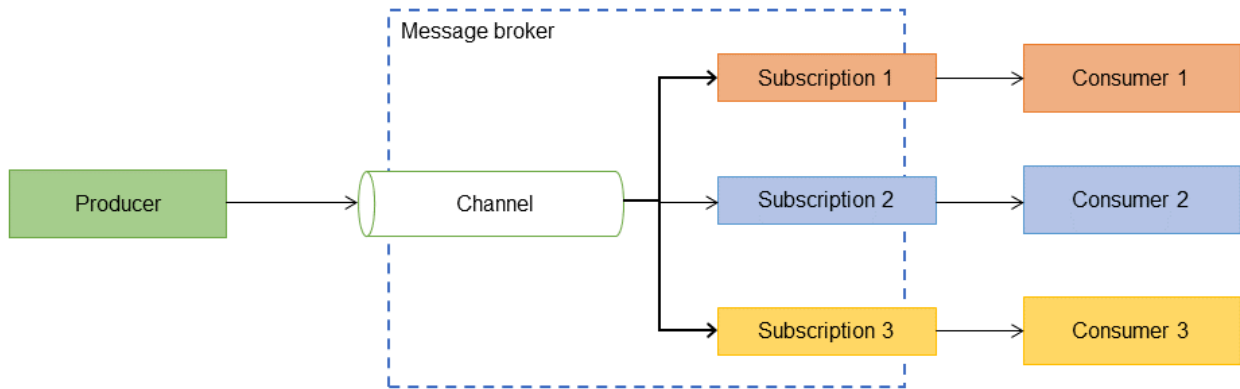 Message broker
Subscription 1
Consumer 1
Producer
Channel
Subscription 2
Consumer 2
Subscription 3
Consumer 3